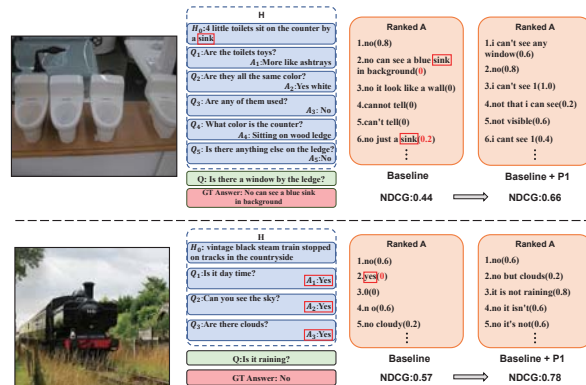 H
H0:4 little toilets sit on the counter by
a sink
Q1:Are the toilets toys?
A1:More like ashtrays
Q2:Are they all the same color?
A2:Yes white
Q3:Are any of them used?
A3: No
Q4:What color is the counter?
A4: Sitting on wood ledge
Q5:Is there anything else on the ledge?
A5:No
Q: Is there a window by the ledge?
GT Answer: No can see a blue sink
in background
Ranked A
1.no(0.8)
2.no can see a blue sink
in background(0)
3.no it look like a wall(0)
4.cannot tell(0)
5.can't tell(0)
6.no just a sink(0.2)
⋮
Baseline
NDCG:0.44
Ranked A
1.i can't see any
window(0.6)
2.no(0.8)
3.i can't see 1(1.0)
4.not that i can see(0.2)
5.not visible(0.6)
6.i cant see 1(0.4)
⋮
Baseline + P1
NDCG:0.66
H
H0: vintage black steam train stopped
on tracks in the countryside
Q1:Is it day time?
A1:Yes
Q2:Can you see the sky?
A2:Yes
Q3:Are there clouds?
A3:Yes
Q:Is it raining?
GT Answer: No
Ranked A
1.no(0.6)
2.yes(0)
3.0(0)
4.n o(0.6)
5.no cloudy(0.2)
⋮
Baseline
NDCG:0.57
Ranked A
1.no(0.6)
2.no but clouds(0.2)
3.it is not raining(0.8)
4.no it isn't(0.6)
5.no it's not(0.6)
⋮
Baseline + P1
NDCG:0.78